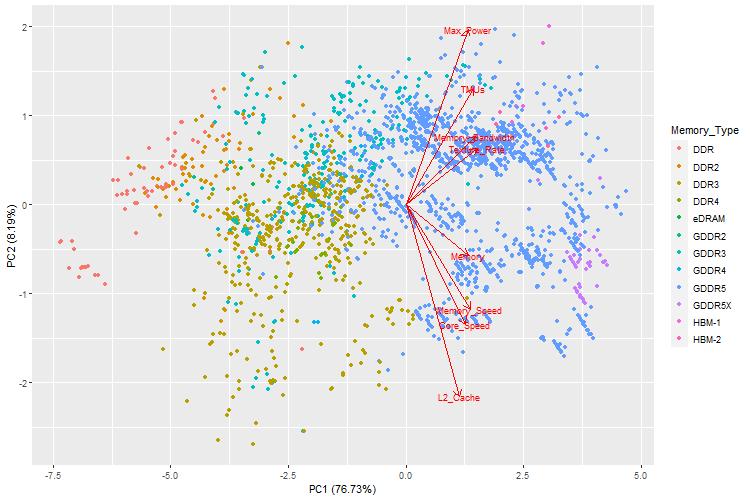 2
1
0
-1
-2
PC2 (8.19%)
-7.5
-5.0
-2.5
0.0
2.5
5.0
PC1 (76.73%)
Max_Power
TMUs
Memory_Bandwidth
Texture_Rate
Memory
Memory_Speed
Core_Speed
L2_Cache
Memory_Type
DDR
DDR2
DDR3
DDR4
eDRAM
GDDR2
GDDR3
GDDR4
GDDR5
GDDR5X
HBM-1
HBM-2